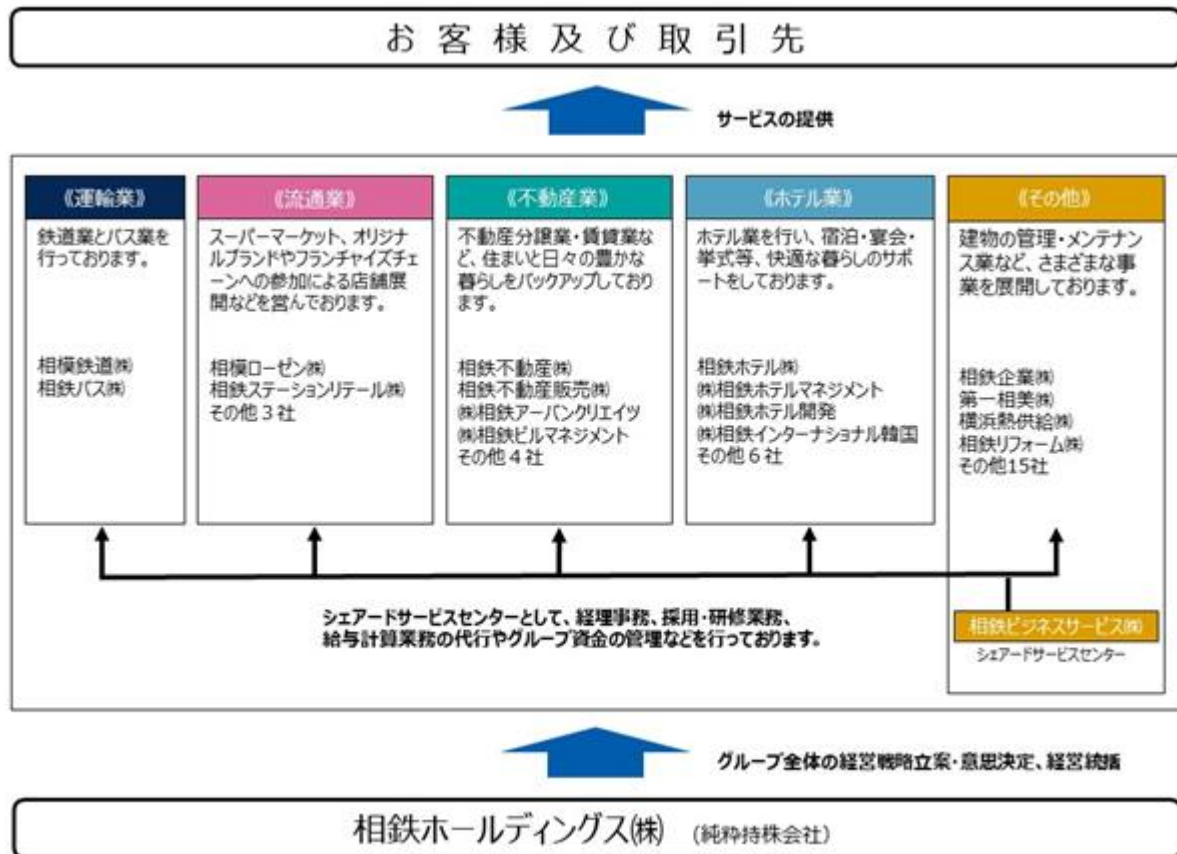 お客様及び取引先
サービスの提供
《運輸業》
鉄道業とバス業を
行っております。
相模鉄道㈱
相鉄バス㈱
《流通業》
スーパーマーケット、オリジナ
ルブランドやフランチャイズチェ
ーンへの参加による店舗展
開などを営んでおります。
相模ローゼン㈱
相鉄ステーションリテール㈱
その他３社
《不動産業》
不動産分譲業・賃貸業な
ど、住まいと日々の豊かな
暮らしをバックアップしており
ます。
相鉄不動産㈱
相鉄不動産販売㈱
㈱相鉄アーバンクリエイツ
㈱相鉄ビルマネジメント
その他４社
《ホテル業》
ホテル業を行い、宿泊・宴会・
挙式等、快適な暮らしのサポ
ートをしております。
相鉄ホテル㈱
㈱相鉄ホテルマネジメント
㈱相鉄ホテル開発
㈱相鉄インターナショナル韓国
その他６社
《その他》
建物の管理・メンテナン
ス業など、さまざまな事
業を展開しております。
相鉄企業㈱
第一相美㈱
横浜熱供給㈱
相鉄リフォーム㈱
その他15社
シェアードサービスセンターとして、経理事務、採用・研修業務、
給与計算業務の代行やグループ資金の管理などを行っております。
相鉄ビジネスサービス㈱
シェアードサービスセンター
グループ全体の経営戦略立案・意思決定、経営統括
相鉄ホールディングス㈱ （純粋持株会社）